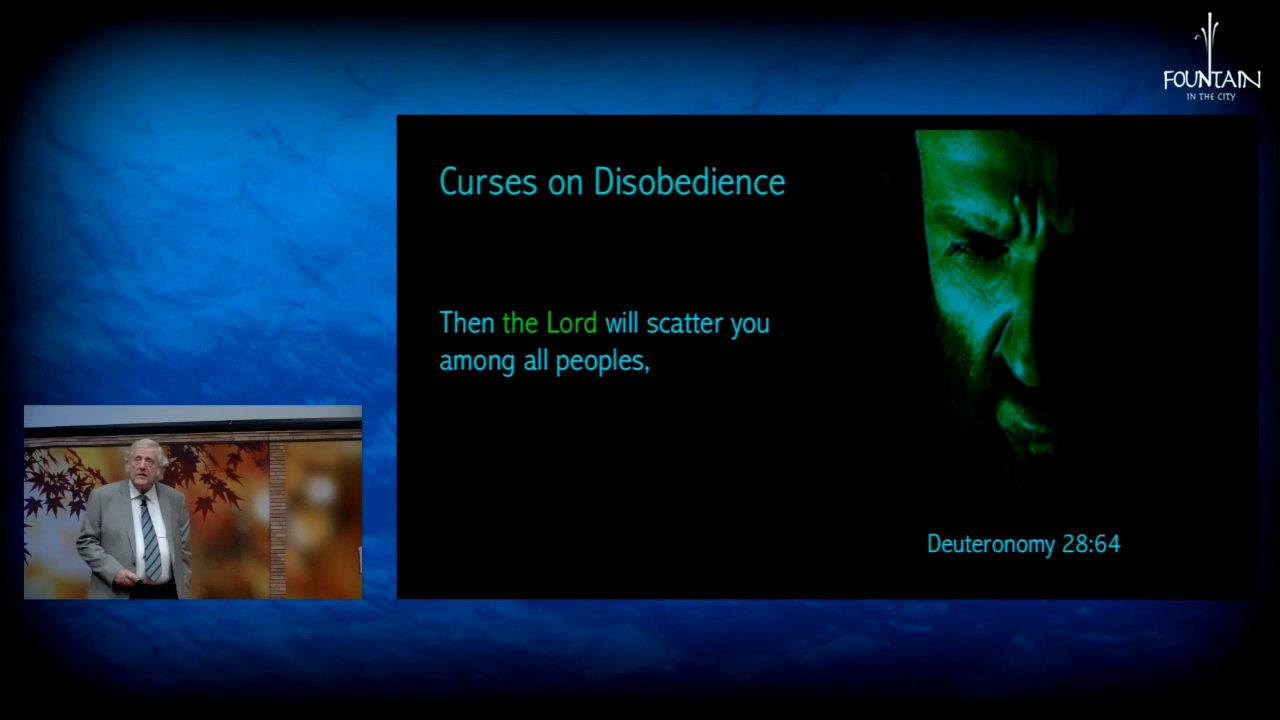 FOUNTAIN
IN THE CITY
Curses on Disobedience
Then the Lord will scatter you
among all peoples,
Deuteronomy 28:64